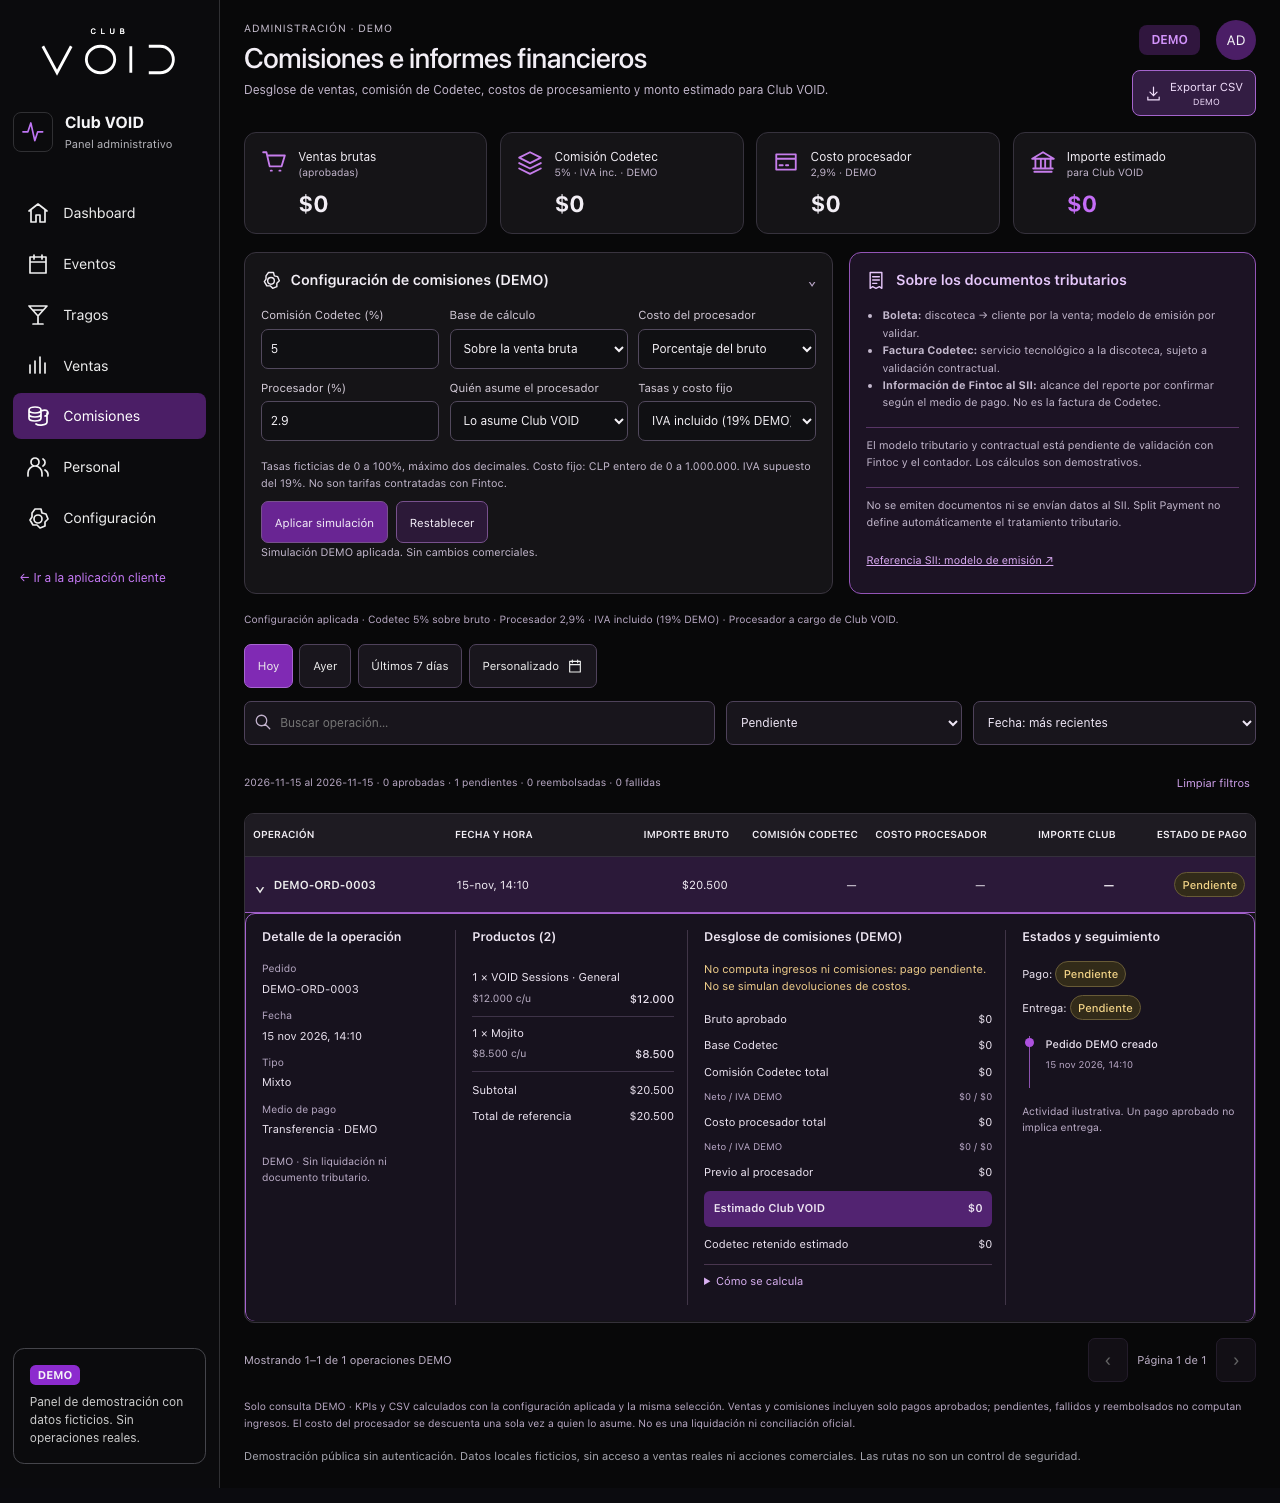 CLUB
VOID
Club VOID
Panel administrativo
Dashboard
Eventos
Tragos
Ventas
Comisiones
Personal
Configuración
← Ir a la aplicación cliente
DEMO
Panel de demostración con
datos ficticios. Sin
operaciones reales.
ADMINISTRACIÓN · DEMO
Comisiones e informes financieros
Desglose de ventas, comisión de Codetec, costos de procesamiento y monto estimado para Club VOID.
DEMO
AD
Exportar CSV
DEMO
Ventas brutas
(aprobadas)
$0
Comisión Codetec
5% · IVA inc. · DEMO
$0
Costo procesador
2,9% · DEMO
$0
Importe estimado
para Club VOID
$0
Configuración de comisiones (DEMO)
Comisión Codetec (%)
Base de cálculo
Costo del procesador
5
Sobre la venta bruta
Porcentaje del bruto
Procesador (%)
Quién asume el procesador
Tasas y costo fijo
2.9
Lo asume Club VOID
IVA incluido (19% DEMO)
Tasas ficticias de 0 a 100%, máximo dos decimales. Costo fijo: CLP entero de 0 a 1.000.000. IVA supuesto
del 19%. No son tarifas contratadas con Fintoc.
Aplicar simulación
Restablecer
Simulación DEMO aplicada. Sin cambios comerciales.
Sobre los documentos tributarios
• Boleta: discoteca → cliente por la venta; modelo de emisión por
validar.
• Factura Codetec: servicio tecnológico a la discoteca, sujeto a
validación contractual.
• Información de Fintoc al SII: alcance del reporte por confirmar
según el medio de pago. No es la factura de Codetec.
El modelo tributario y contractual está pendiente de validación con
Fintoc y el contador. Los cálculos son demostrativos.
No se emiten documentos ni se envían datos al SII. Split Payment no
define automáticamente el tratamiento tributario.
Referencia SII: modelo de emisión ↗
Configuración aplicada · Codetec 5% sobre bruto · Procesador 2,9% · IVA incluido (19% DEMO) · Procesador a cargo de Club VOID.
Hoy
Ayer
Últimos 7 días
Personalizado
Buscar operación...
Pendiente
Fecha: más recientes
2026-11-15 al 2026-11-15 · 0 aprobadas · 1 pendientes · 0 reembolsadas · 0 fallidas
Limpiar filtros
OPERACIÓN
FECHA Y HORA
IMPORTE BRUTO
COMISIÓN CODETEC
COSTO PROCESADOR
IMPORTE CLUB
ESTADO DE PAGO
DEMO-ORD-0003
15-nov, 14:10
$20.500
—
—
—
Pendiente
Detalle de la operación
Pedido
DEMO-ORD-0003
Fecha
15 nov 2026, 14:10
Tipo
Mixto
Medio de pago
Transferencia · DEMO
DEMO · Sin liquidación ni
documento tributario.
Productos (2)
1 × VOID Sessions · General
$12.000 c/u $12.000
1 × Mojito
$8.500 c/u $8.500
Subtotal $20.500
Total de referencia $20.500
Desglose de comisiones (DEMO)
No computa ingresos ni comisiones: pago pendiente.
No se simulan devoluciones de costos.
Bruto aprobado $0
Base Codetec $0
Comisión Codetec total $0
Neto / IVA DEMO $0 / $0
Costo procesador total $0
Neto / IVA DEMO $0 / $0
Previo al procesador $0
Estimado Club VOID $0
Codetec retenido estimado $0
Cómo se calcula
Estados y seguimiento
Pago: Pendiente
Entrega: Pendiente
Pedido DEMO creado
15 nov 2026, 14:10
Actividad ilustrativa. Un pago aprobado no
implica entrega.
Mostrando 1–1 de 1 operaciones DEMO
‹ Página 1 de 1 ›
Solo consulta DEMO · KPIs y CSV calculados con la configuración aplicada y la misma selección. Ventas y comisiones incluyen solo pagos aprobados; pendientes, fallidos y reembolsados no computan
ingresos. El costo del procesador se descuenta una sola vez a quien lo asume. No es una liquidación ni conciliación oficial.
Demostración pública sin autenticación. Datos locales ficticios, sin acceso a ventas reales ni acciones comerciales. Las rutas no son un control de seguridad.